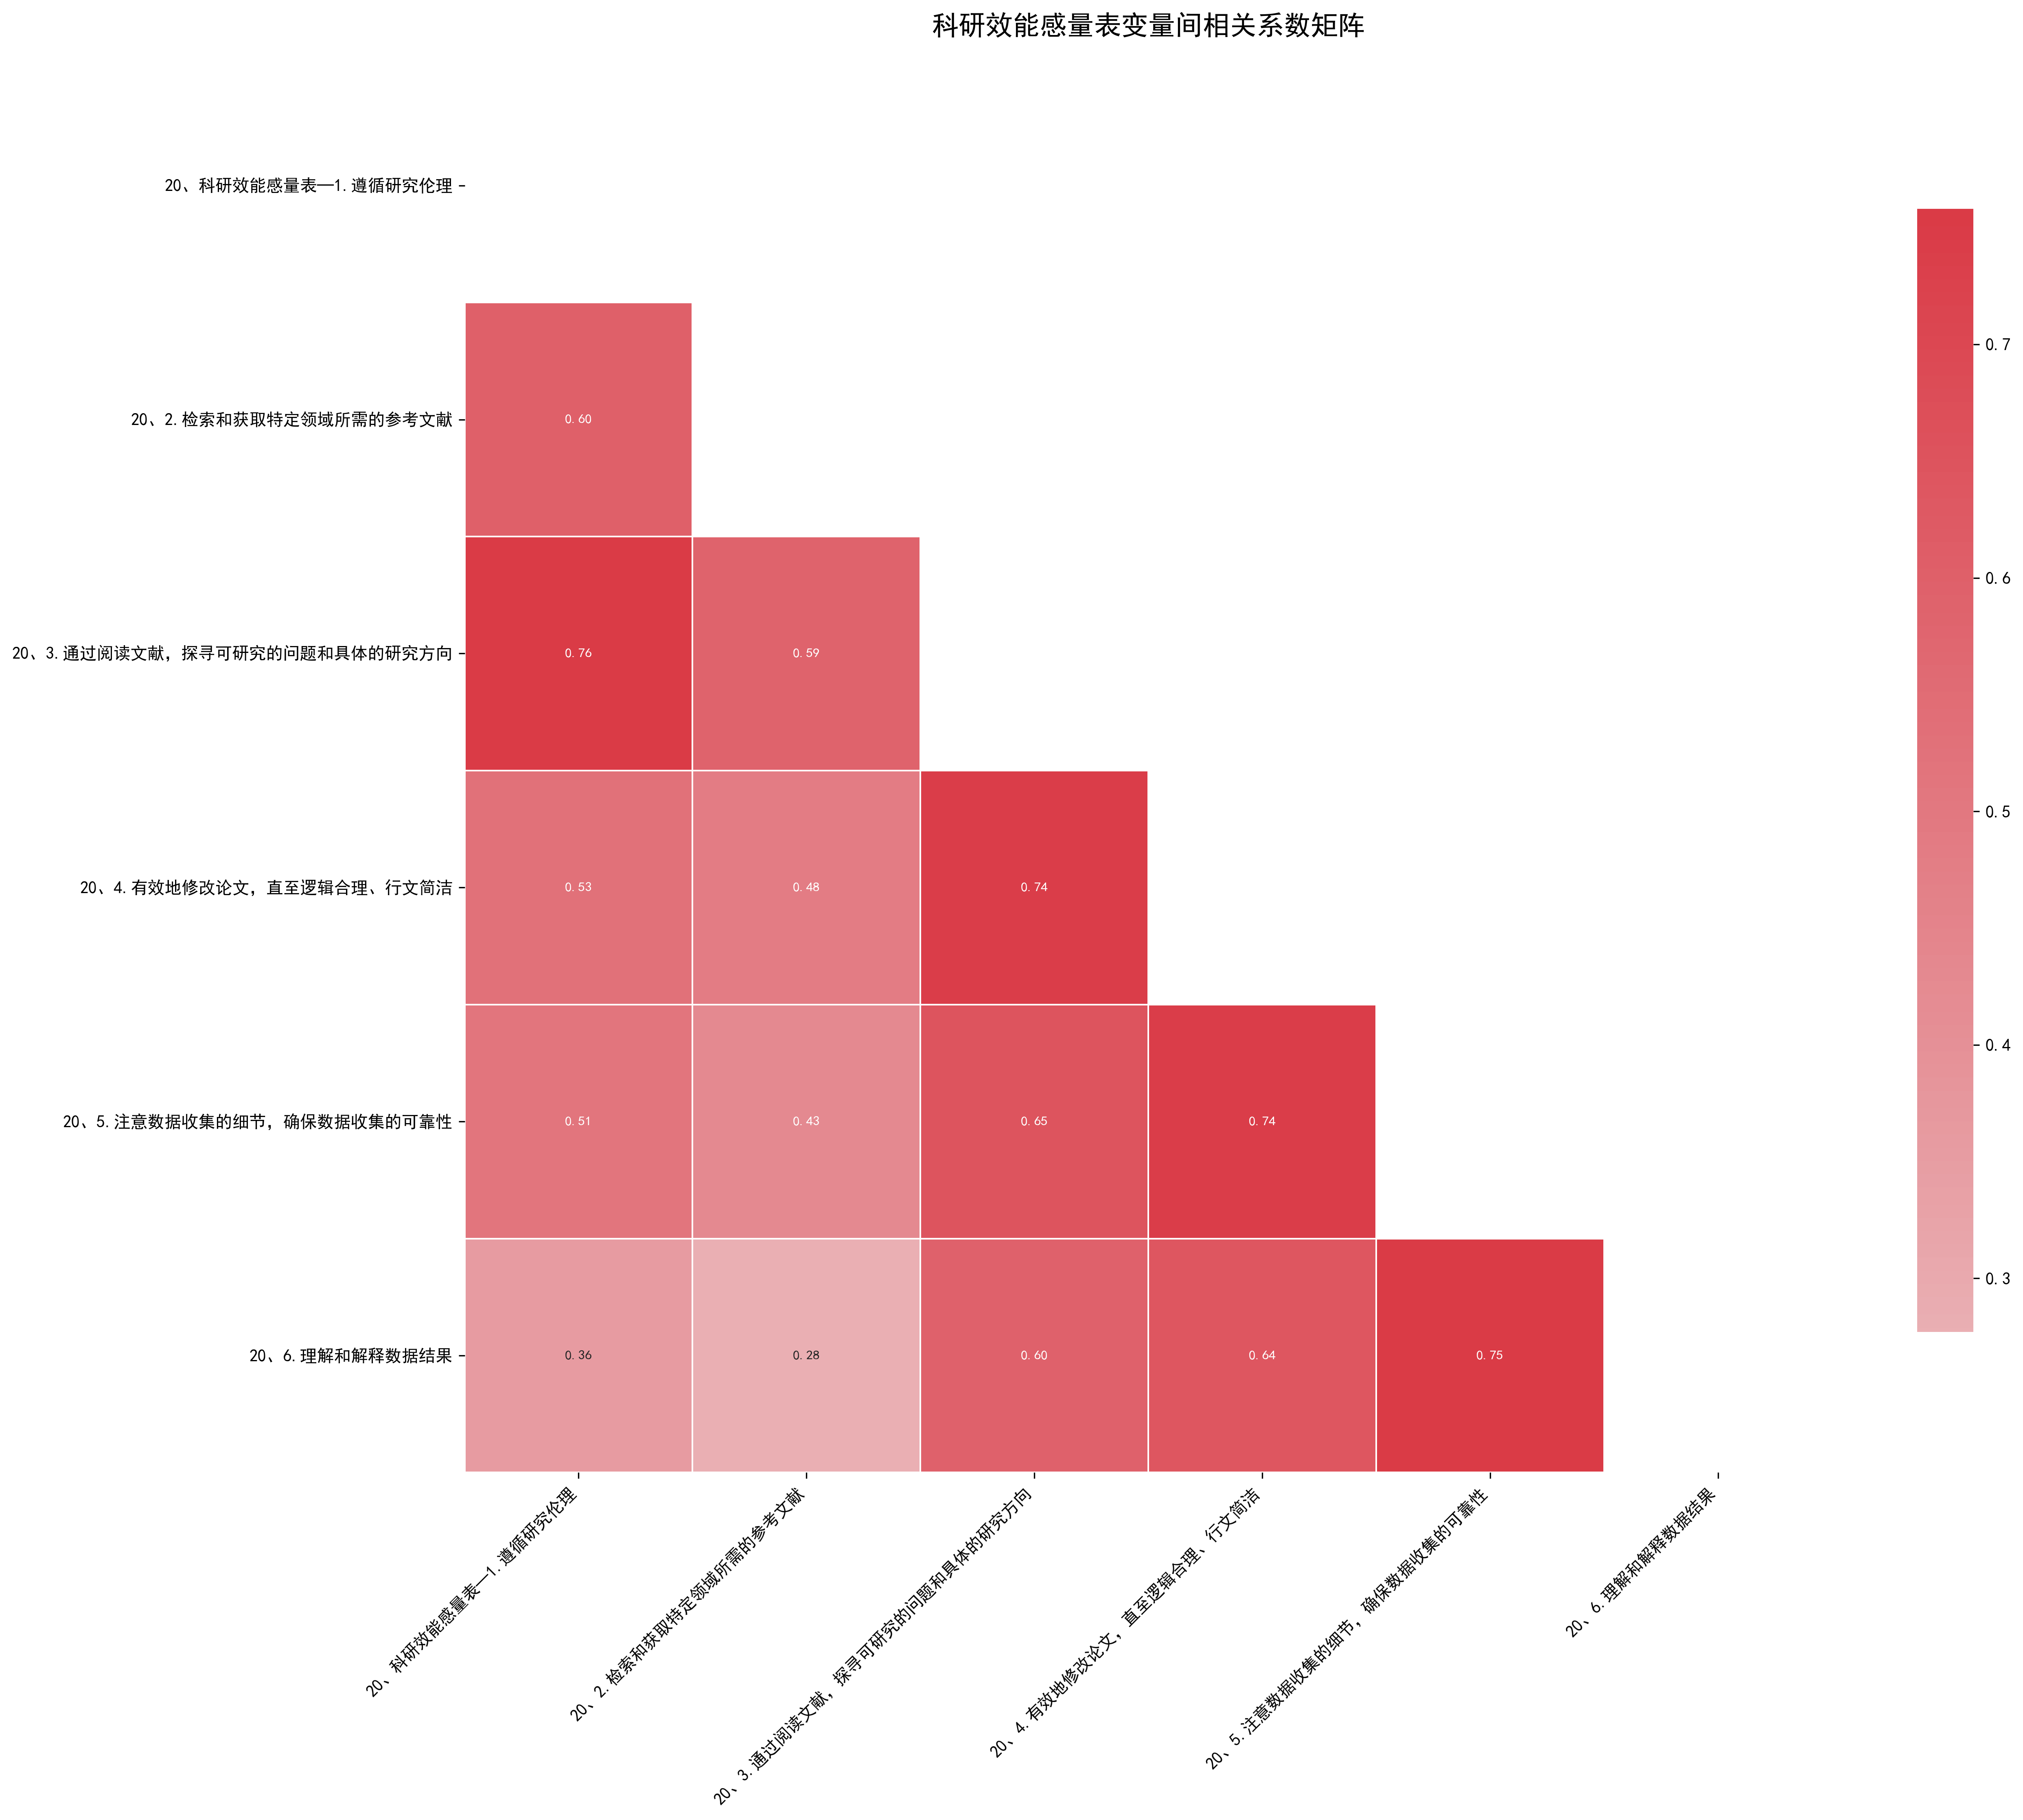 科研效能感量表变量间相关系数矩阵
20、科研效能感量表—1.遵循研究伦理
20、2.检索和获取特定领域所需的参考文献
0.60
20、3.通过阅读文献，探寻可研究的问题和具体的研究方向
0.76 0.59
20、4.有效地修改论文，直至逻辑合理、行文简洁
0.53 0.48 0.74
20、5.注意数据收集的细节，确保数据收集的可靠性
0.51 0.43 0.65 0.74
20、6.理解和解释数据结果
0.36 0.28 0.60 0.64 0.75
20、科研效能感量表—1.遵循研究伦理
20、2.检索和获取特定领域所需的参考文献
20、3.通过阅读文献，探寻可研究的问题和具体的研究方向
20、4.有效地修改论文，直至逻辑合理、行文简洁
20、5.注意数据收集的细节，确保数据收集的可靠性
20、6.理解和解释数据结果
0.7
0.6
0.5
0.4
0.3